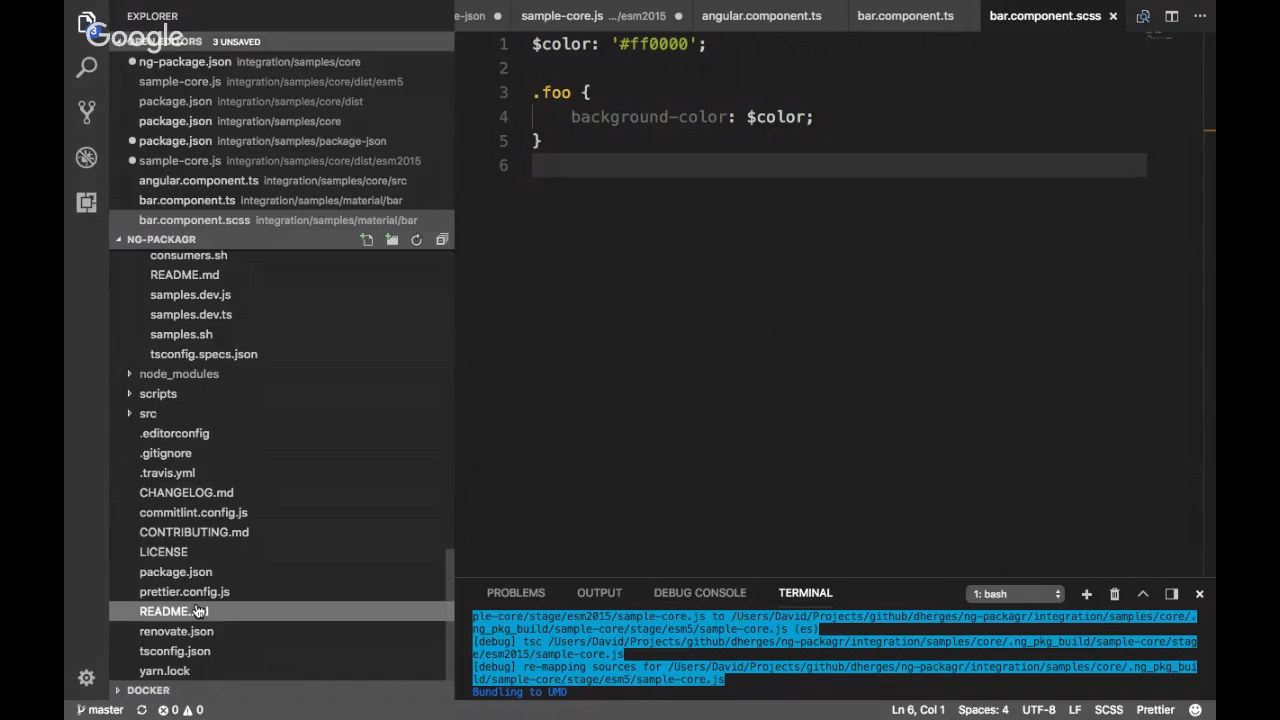 EXPLORER
Google
OPEN EDITORS 3 UNSAVED
3
ng-package.json integration/samples/core
sample-core.js integration/samples/core/dist/esm5
package.json integration/samples/core/dist
package.json integration/samples/core
package.json integration/samples/package-json
sample-core.js integration/samples/core/dist/esm2015
angular.component.ts integration/samples/core/src
bar.component.ts integration/samples/material/bar
bar.component.scss integration/samples/material/bar
NG-PACKAGR
consumers.sh
README.md
samples.dev.js
samples.dev.ts
samples.sh
tsconfig.specs.json
node_modules
scripts
src
.editorconfig
.gitignore
.travis.yml
CHANGELOG.md
commitlint.config.js
CONTRIBUTING.md
LICENSE
package.json
prettier.config.js
README.md
renovate.json
tsconfig.json
yarn.lock
DOCKER
e-json sample-core.js .../esm2015 angular.component.ts bar.component.ts bar.component.scss
1 $color: '#ff0000';
2
3 .foo {
4 background-color: $color;
5 }
6
PROBLEMS OUTPUT DEBUG CONSOLE TERMINAL 1: bash
ple-core/stage/esm2015/sample-core.js to /Users/David/Projects/github/dherges/ng-packagr/integration/samples/core/.
ng_pkg_build/sample-core/stage/esm5/sample-core.js (es)
[debug] tsc /Users/David/Projects/github/dherges/ng-packagr/integration/samples/core/.ng_pkg_build/sample-core/stag
e/esm2015/sample-core.js
[debug] re-mapping sources for /Users/David/Projects/github/dherges/ng-packagr/integration/samples/core/.ng_pkg_bui
ld/sample-core/stage/esm5/sample-core.js
Bundling to UMD
master 0 0 Ln 6, Col 1 Spaces: 4 UTF-8 LF SCSS Prettier